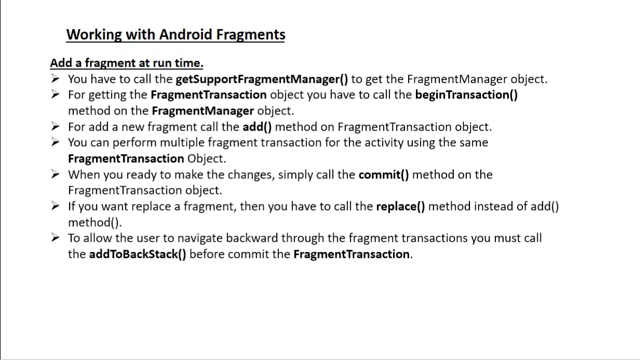 Working with Android Fragments
Add a fragment at run time.
➢ You have to call the getSupportFragmentManager() to get the FragmentManager object.
➢ For getting the FragmentTransaction object you have to call the beginTransaction()
method on the FragmentManager object.
➢ For add a new fragment call the add() method on FragmentTransaction object.
➢ You can perform multiple fragment transaction for the activity using the same
FragmentTransaction Object.
➢ When you ready to make the changes, simply call the commit() method on the
FragmentTransaction object.
➢ If you want replace a fragment, then you have to call the replace() method instead of add()
method().
➢ To allow the user to navigate backward through the fragment transactions you must call
the addToBackStack() before commit the FragmentTransaction.